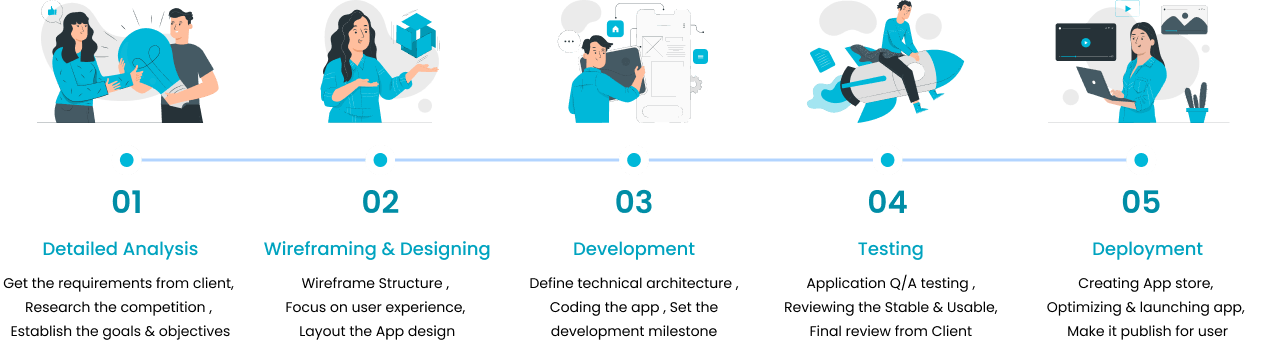 01
Detailed Analysis
Get the requirements from client,
Research the competition ,
Establish the goals & objectives
02
Wireframing & Designing
Wireframe Structure ,
Focus on user experience,
Layout the App design
03
Development
Define technical architecture ,
Coding the app , Set the
development milestone
04
Testing
Application Q/A testing ,
Reviewing the Stable & Usable,
Final review from Client
05
Deployment
Creating App store,
Optimizing & launching app,
Make it publish for user